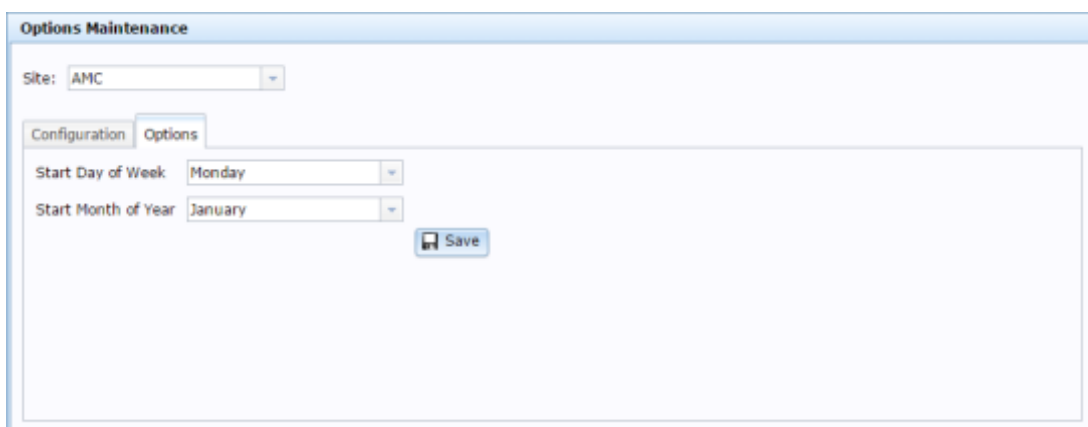 Options Maintenance
Site: AMC
Configuration Options
Start Day of Week Monday
Start Month of Year January
Save